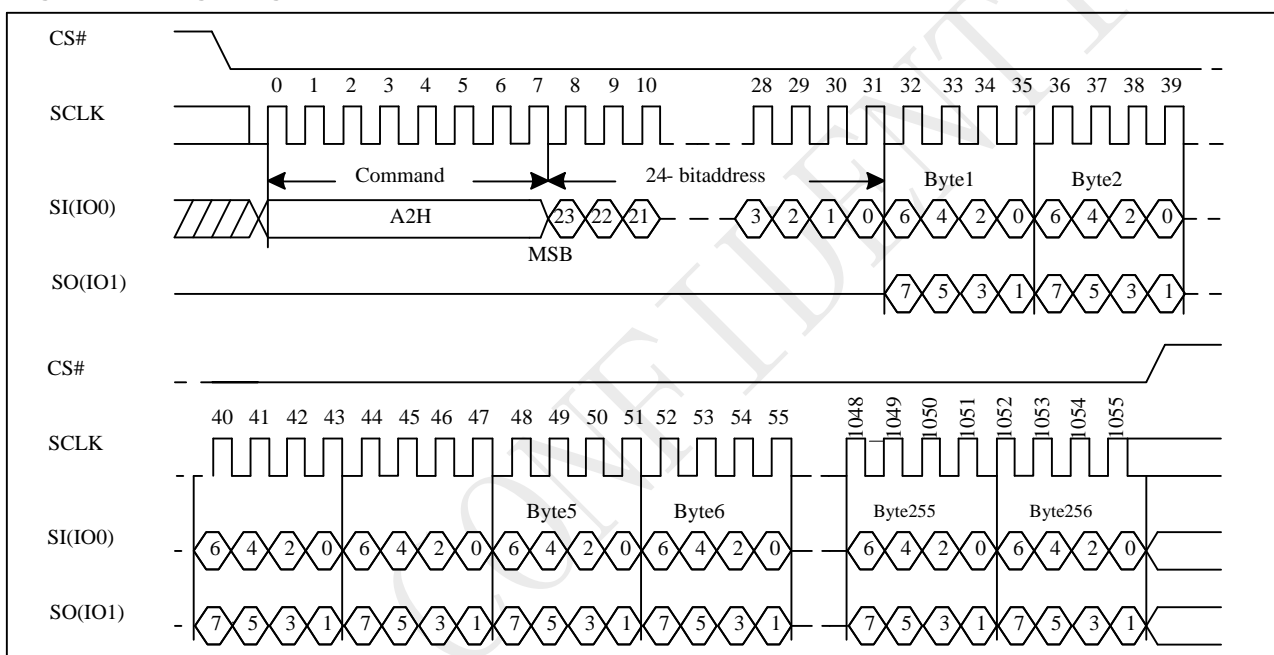 CS#
0 1 2 3 4 5 6 7 8 9 10 28 29 30 31 32 33 34 35 36 37 38 39
SCLK
Command 24- bitaddress Byte1 Byte2
SI(IO0) A2H 23 22 21 3 2 1 0 6 4 2 0 6 4 2 0
MSB
SO(IO1) 7 5 3 1 7 5 3 1
CS#
40 41 42 43 44 45 46 47 48 49 50 51 52 53 54 55 1048 1049 1050 1051 1052 1053 1054 1055
SCLK
Byte5 Byte6 Byte255 Byte256
SI(IO0) 6 4 2 0 6 4 2 0 6 4 2 0 6 4 2 0 6 4 2 0 6 4 2 0
SO(IO1) 7 5 3 1 7 5 3 1 7 5 3 1 7 5 3 1 7 5 3 1 7 5 3 1
CONFIDENT